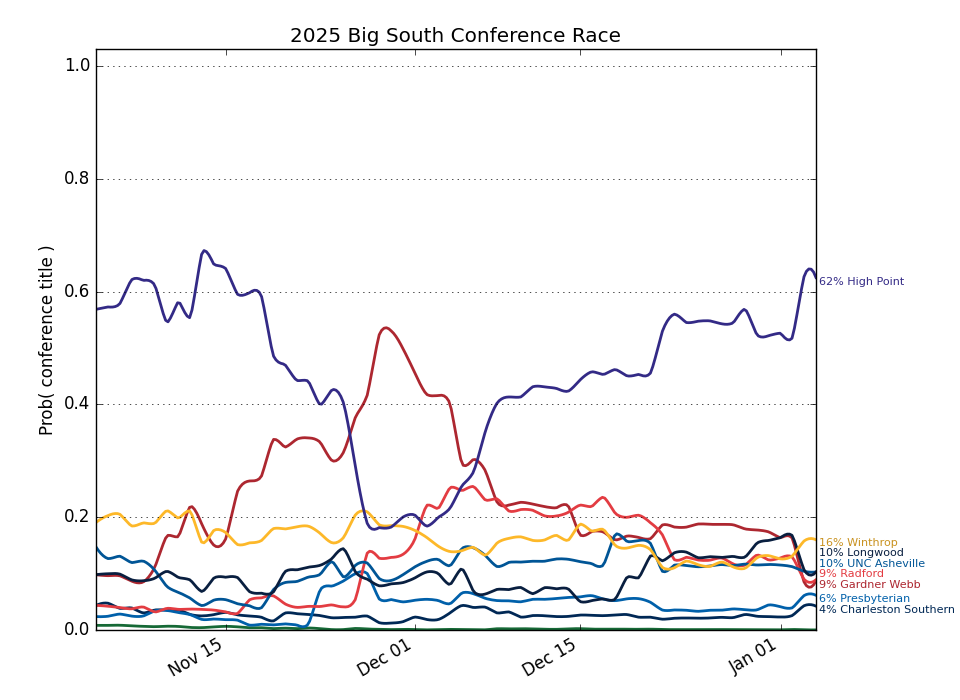 2025 Big South Conference Race
Prob( conference title )
1.0
0.8
0.6
0.4
0.2
0.0
Nov 15
Dec 01
Dec 15
Jan 01
62% High Point
16% Winthrop
10% Longwood
10% UNC Asheville
9% Radford
9% Gardner Webb
6% Presbyterian
4% Charleston Southern